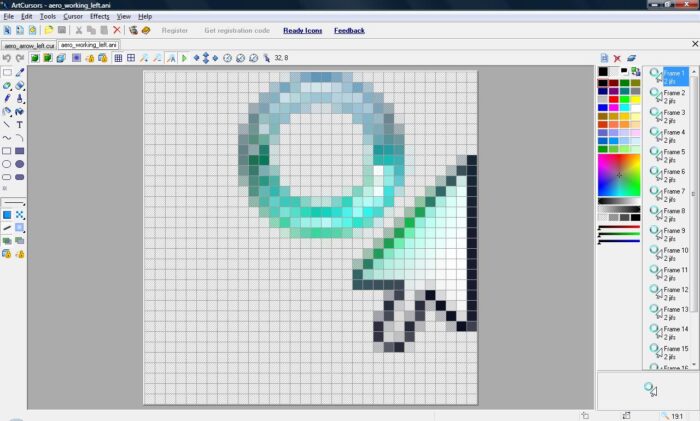 ArtCursors - aero_working_left.ani
File Edit Tools Cursor Effects View Help
Register Get registration code Ready Icons Feedback
aero_arrow_left.cur aero_working_left.ani
32, 8
Frame 1
2 jifs
Frame 2
2 jifs
Frame 3
2 jifs
Frame 4
2 jifs
Frame 5
2 jifs
Frame 6
2 jifs
Frame 7
2 jifs
Frame 8
2 jifs
Frame 9
2 jifs
Frame 10
2 jifs
Frame 11
2 jifs
Frame 12
2 jifs
Frame 13
2 jifs
Frame 14
2 jifs
Frame 15
2 jifs
Frame 16
19:1